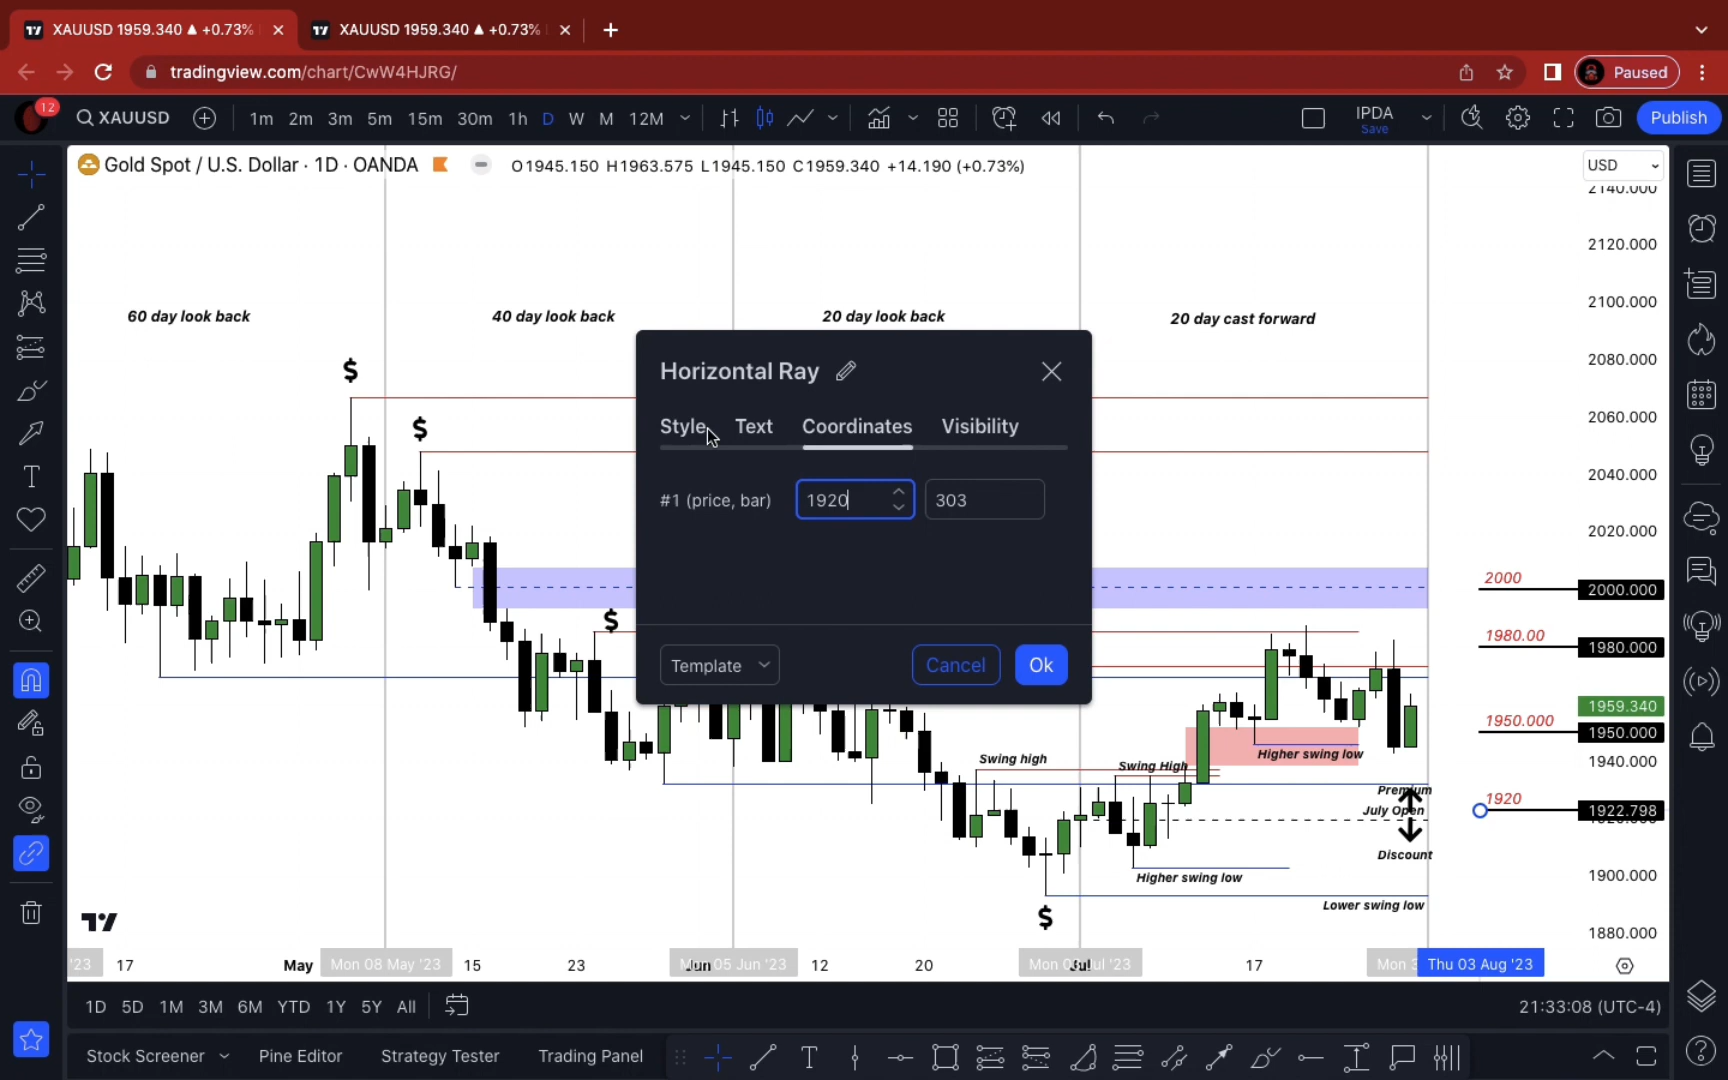 XAUUSD 1959.340 ▲ +0.73%
XAUUSD 1959.340 ▲ +0.73%
tradingview.com/chart/CwW4HJRG/
Paused
12
XAUUSD
1m 2m 3m 5m 15m 30m 1h D W M 12M
IPDA
Save
Publish
Gold Spot / U.S. Dollar · 1D · OANDA
O1945.150 H1963.575 L1945.150 C1959.340 +14.190 (+0.73%)
USD
2140.000
2120.000
2100.000
2080.000
2060.000
2040.000
2020.000
2000.000
1980.000
1959.340
1950.000
1940.000
1922.798
1900.000
1880.000
60 day look back
40 day look back
20 day look back
20 day cast forward
$
$
$
$
Horizontal Ray
Style Text Coordinates Visibility
#1 (price, bar) 1920 303
Template Cancel Ok
2000
1980.00
1950.000
1920
Swing high
Swing High
Higher swing low
Premium
July Open
Discount
Higher swing low
Lower swing low
'23 17 May Mon 08 May '23 15 23 Jun 05 Jun '23 12 20 Jul '23 17 Mon Thu 03 Aug '23
1D 5D 1M 3M 6M YTD 1Y 5Y All
21:33:08 (UTC-4)
Stock Screener Pine Editor Strategy Tester Trading Panel